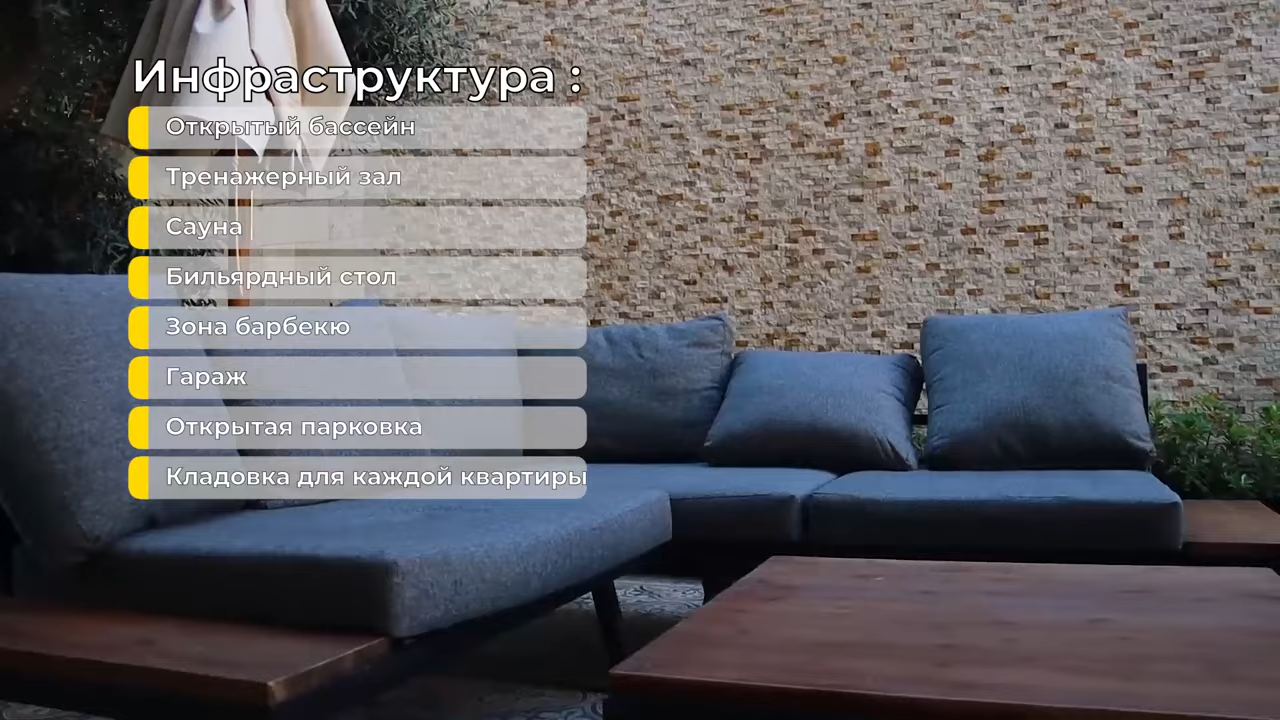 Инфраструктура :
Открытый бассейн
Тренажерный зал
Сауна
Бильярдный стол
Зона барбекю
Гараж
Открытая парковка
Кладовка для каждой квартиры